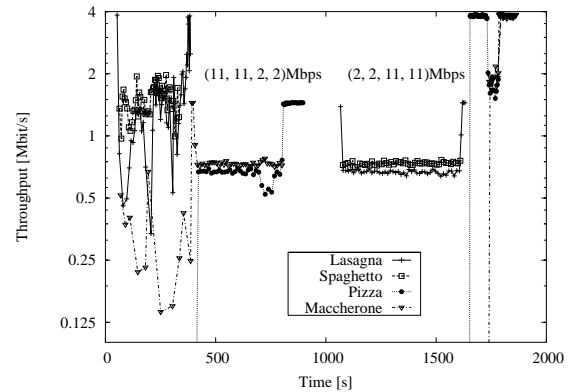 4
2
1
0.5
0.25
0.125
Throughput [Mbit/s]
(11, 11, 2, 2)Mbps
(2, 2, 11, 11)Mbps
Lasagna
Spaghetto
Pizza
Maccherone
0
500
1000
1500
2000
Time [s]